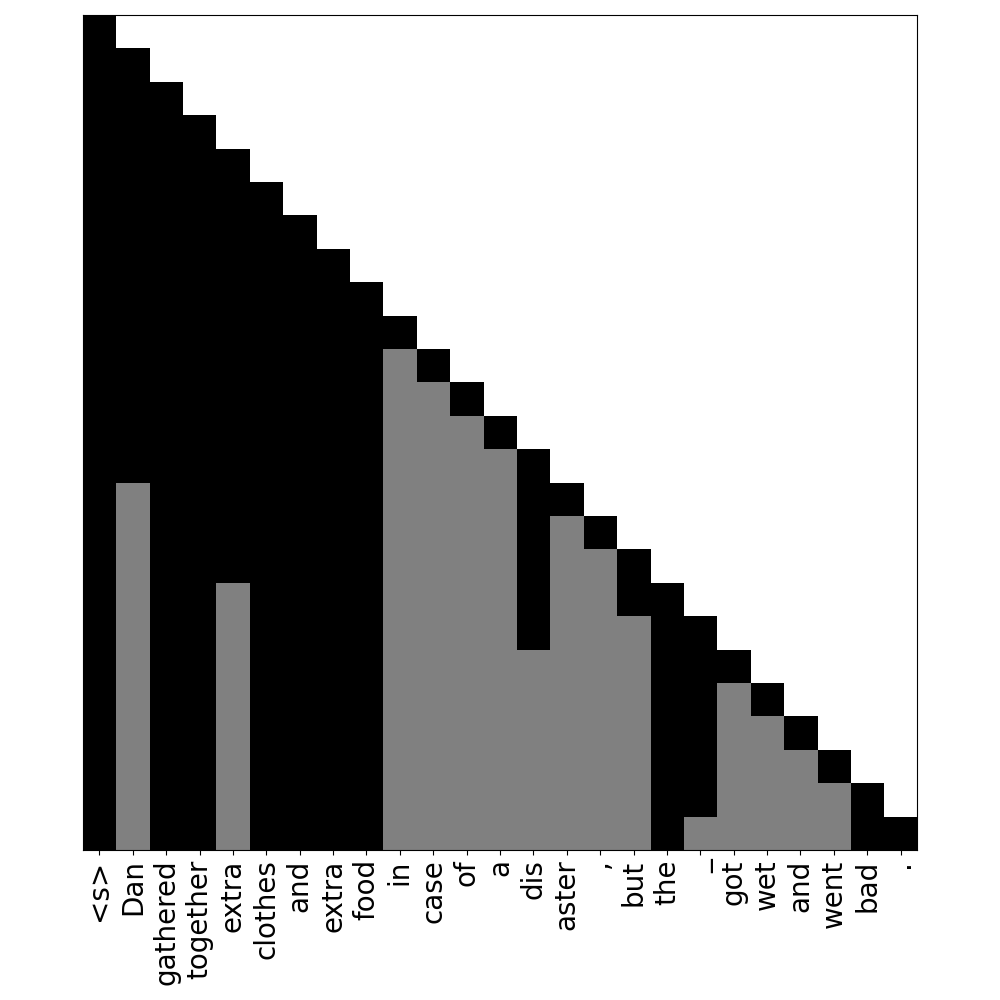 <s> Dan gathered together extra clothes and extra food in case of a dis aster , but the _ got wet and went bad .